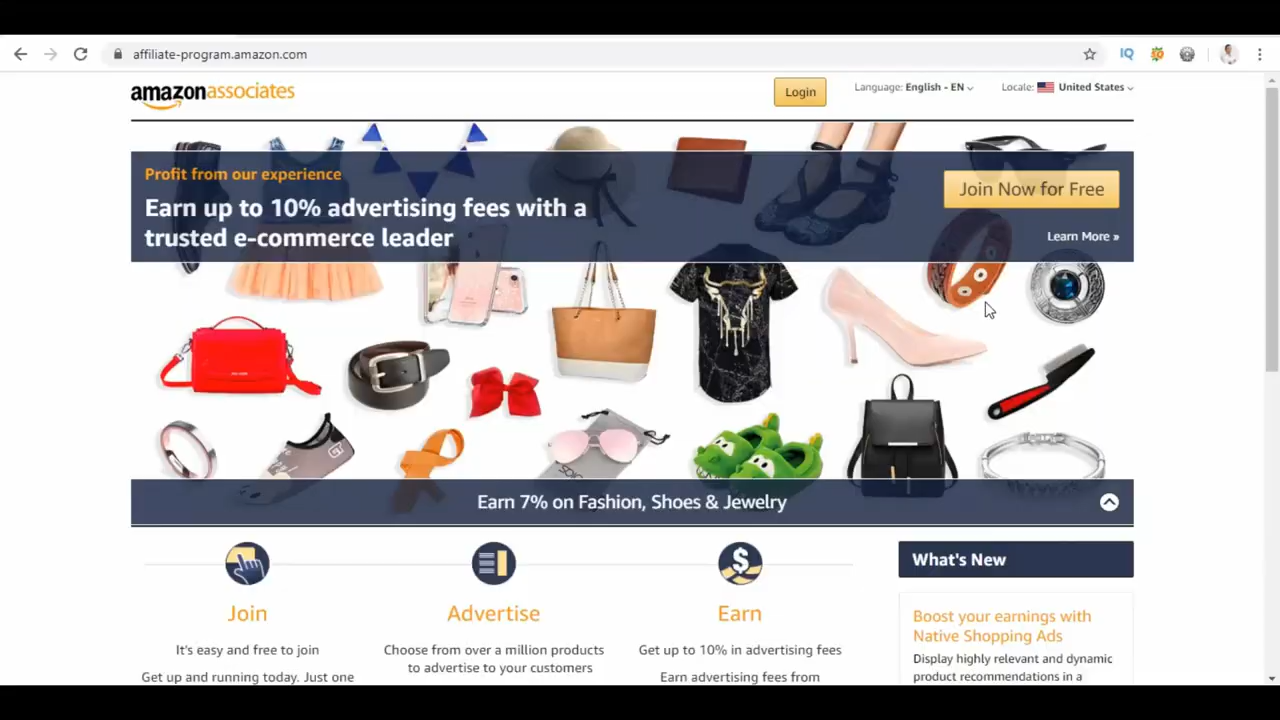 affiliate-program.amazon.com
IQ
amazonassociates
Login
Language: English - EN
Locale: United States
Profit from our experience
Earn up to 10% advertising fees with a
trusted e-commerce leader
Join Now for Free
Learn More »
Earn 7% on Fashion, Shoes & Jewelry
Join
Advertise
Earn
What's New
It's easy and free to join
Get up and running today. Just one
Choose from over a million products
to advertise to your customers
Get up to 10% in advertising fees
Earn advertising fees from
Boost your earnings with
Native Shopping Ads
Display highly relevant and dynamic
product recommendations in a